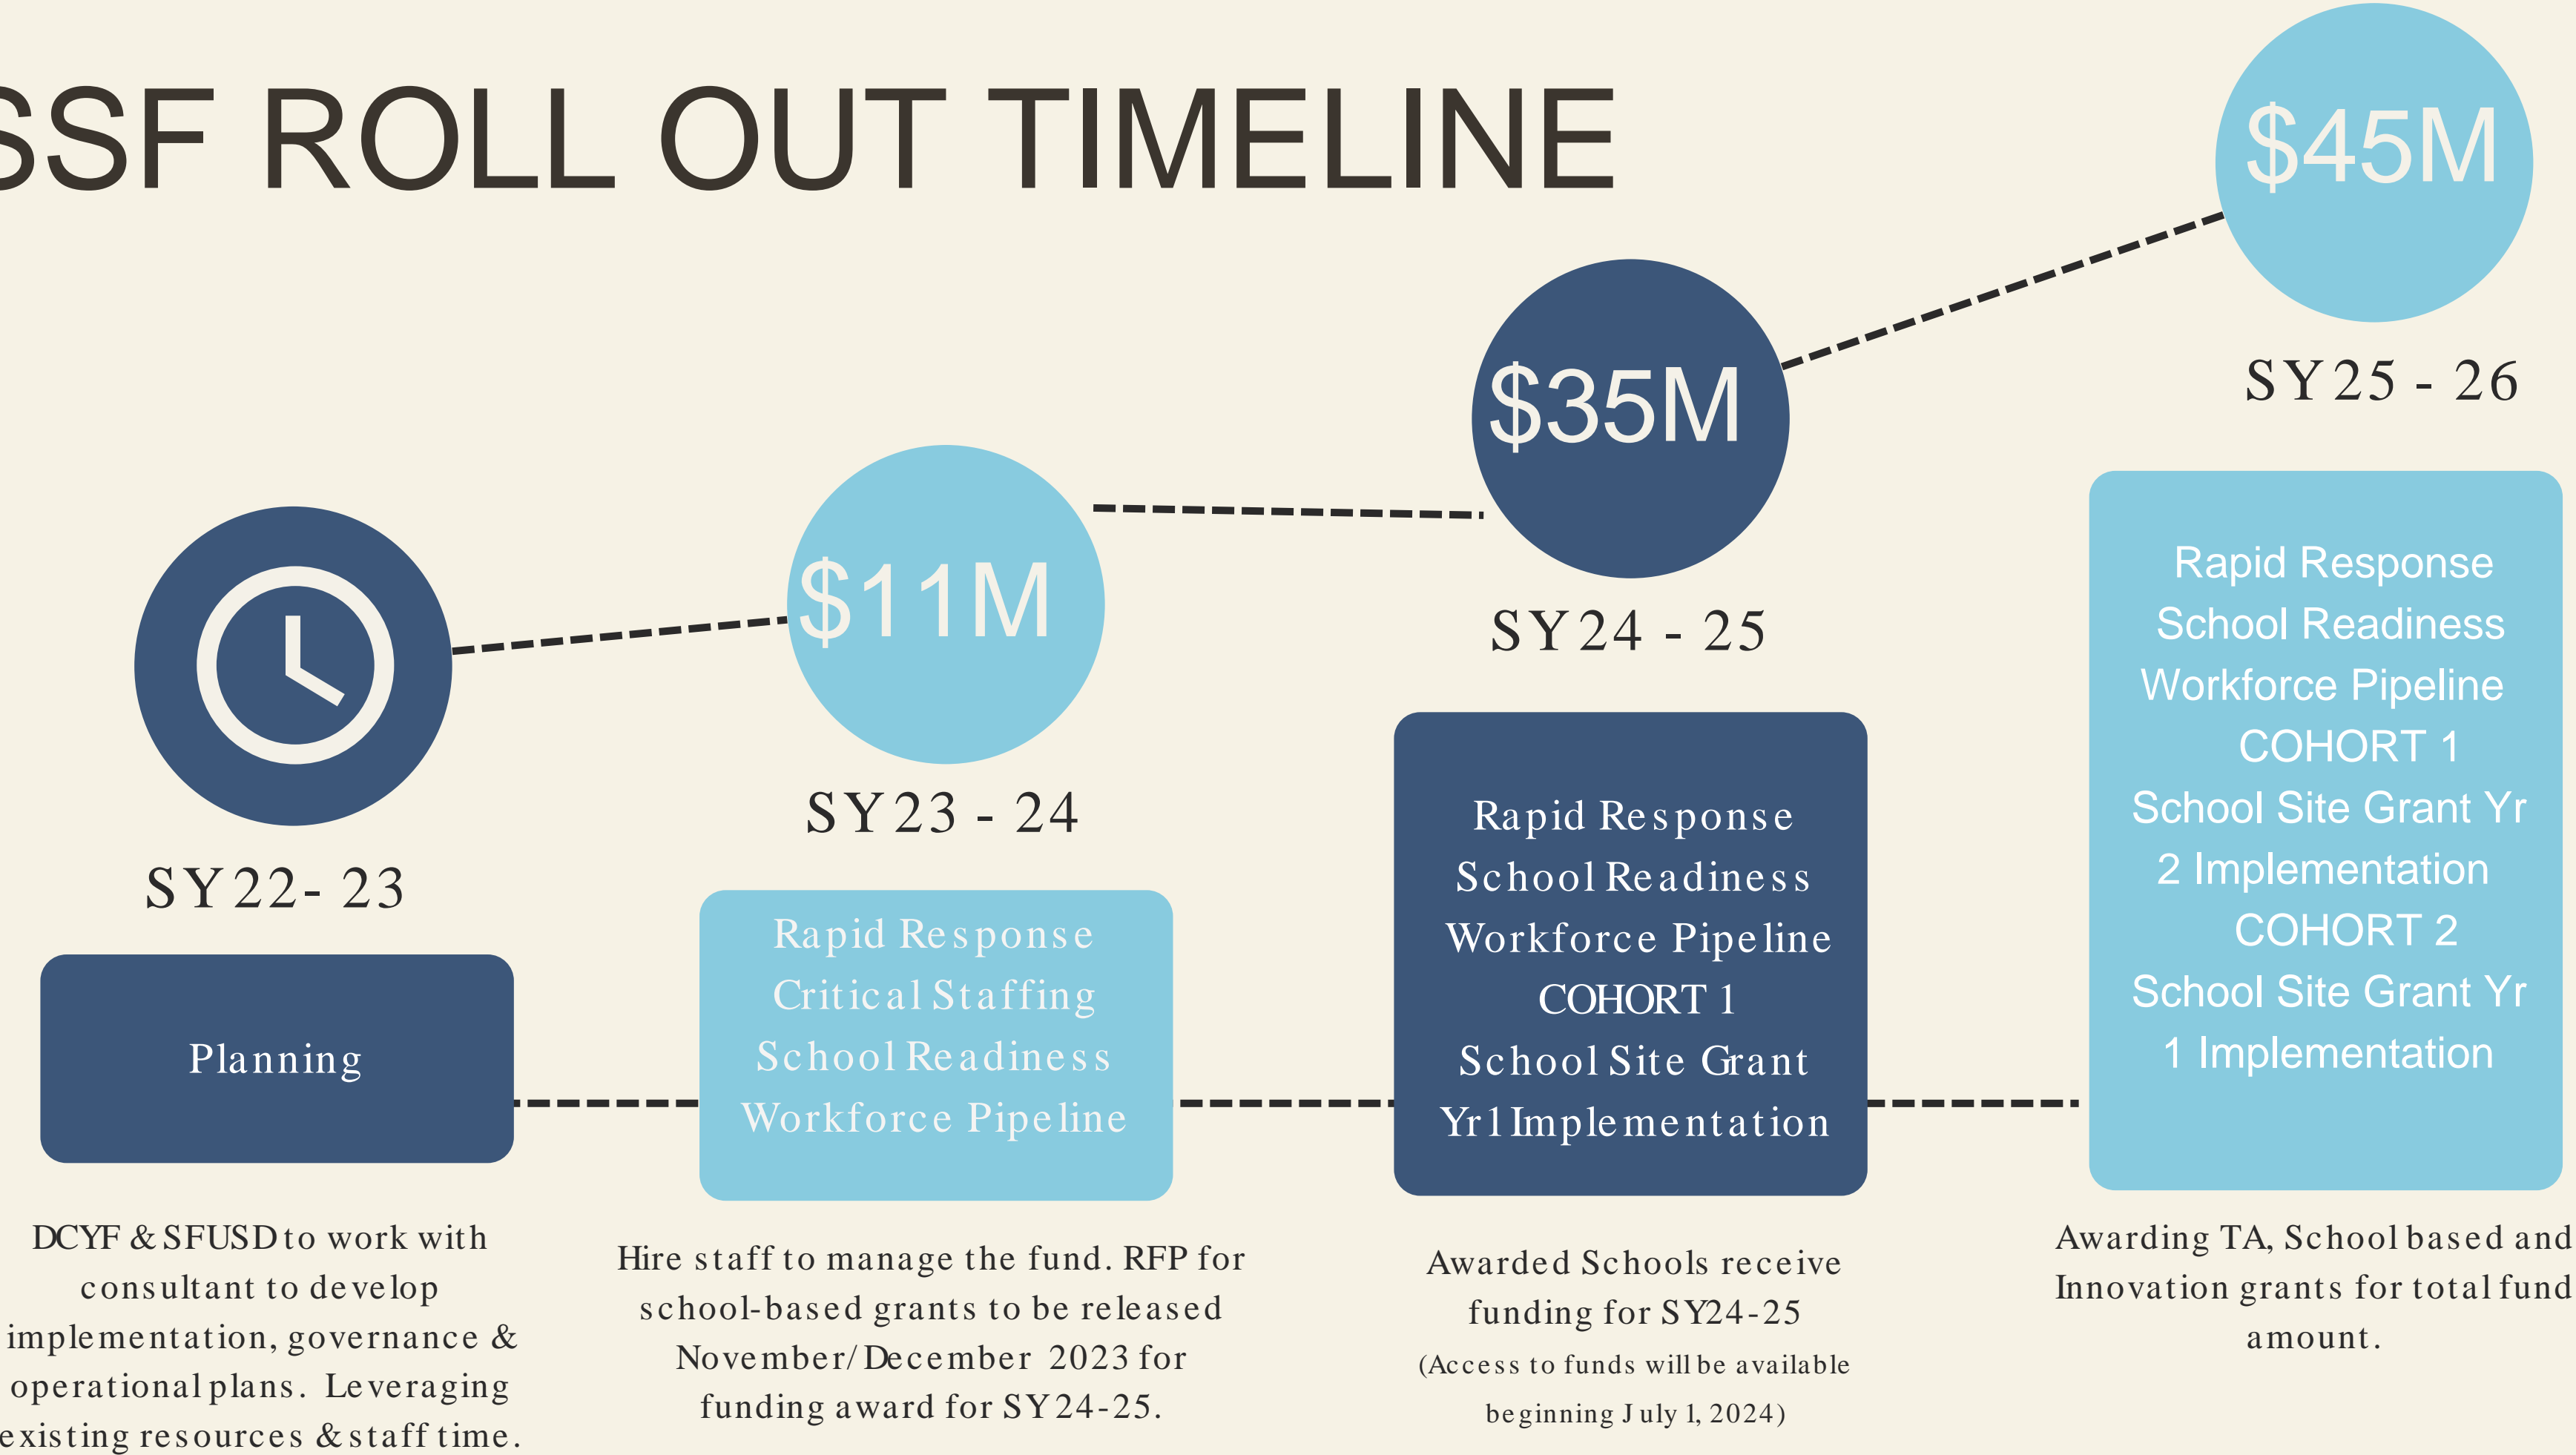 SSF ROLL OUT TIMELINE
$45M
SY25 - 26
Rapid Response
School Readiness
Workforce Pipeline
COHORT 1
School Site Grant Yr
2 Implementation
COHORT 2
School Site Grant Yr
1 Implementation
Awarding TA, School based and
Innovation grants for total fund
amount.
$35M
SY24 - 25
Rapid Response
School Readiness
Workforce Pipeline
COHORT 1
School Site Grant
Yr 1 Implementation
Awarded Schools receive
funding for SY24-25
(Access to funds will be available
beginning July 1, 2024)
$11M
SY23 - 24
Rapid Response
Critical Staffing
School Readiness
Workforce Pipeline
Hire staff to manage the fund. RFP for
school-based grants to be released
November/December 2023 for
funding award for SY24-25.
SY22- 23
Planning
DCYF & SFUSD to work with
consultant to develop
implementation, governance &
operational plans. Leveraging
existing resources & staff time.